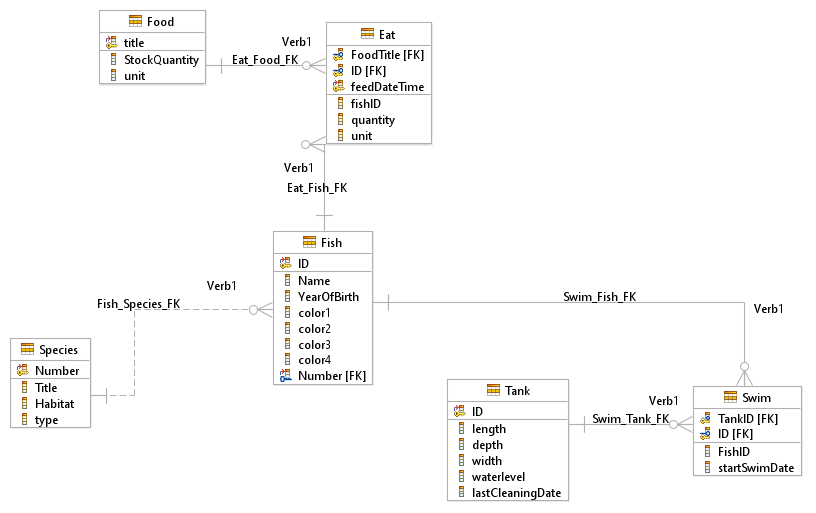 Food
title
StockQuantity
unit
Verb1
Eat_Food_FK
Eat
FoodTitle [FK]
ID [FK]
feedDateTime
fishID
quantity
unit
Verb1
Eat_Fish_FK
Fish
ID
Name
YearOfBirth
color1
color2
color3
color4
Number [FK]
Verb1
Fish_Species_FK
Swim_Fish_FK
Verb1
Species
Number
Title
Habitat
type
Tank
ID
length
depth
width
waterlevel
lastCleaningDate
Verb1
Swim_Tank_FK
Swim
TankID [FK]
ID [FK]
FishID
startSwimDate